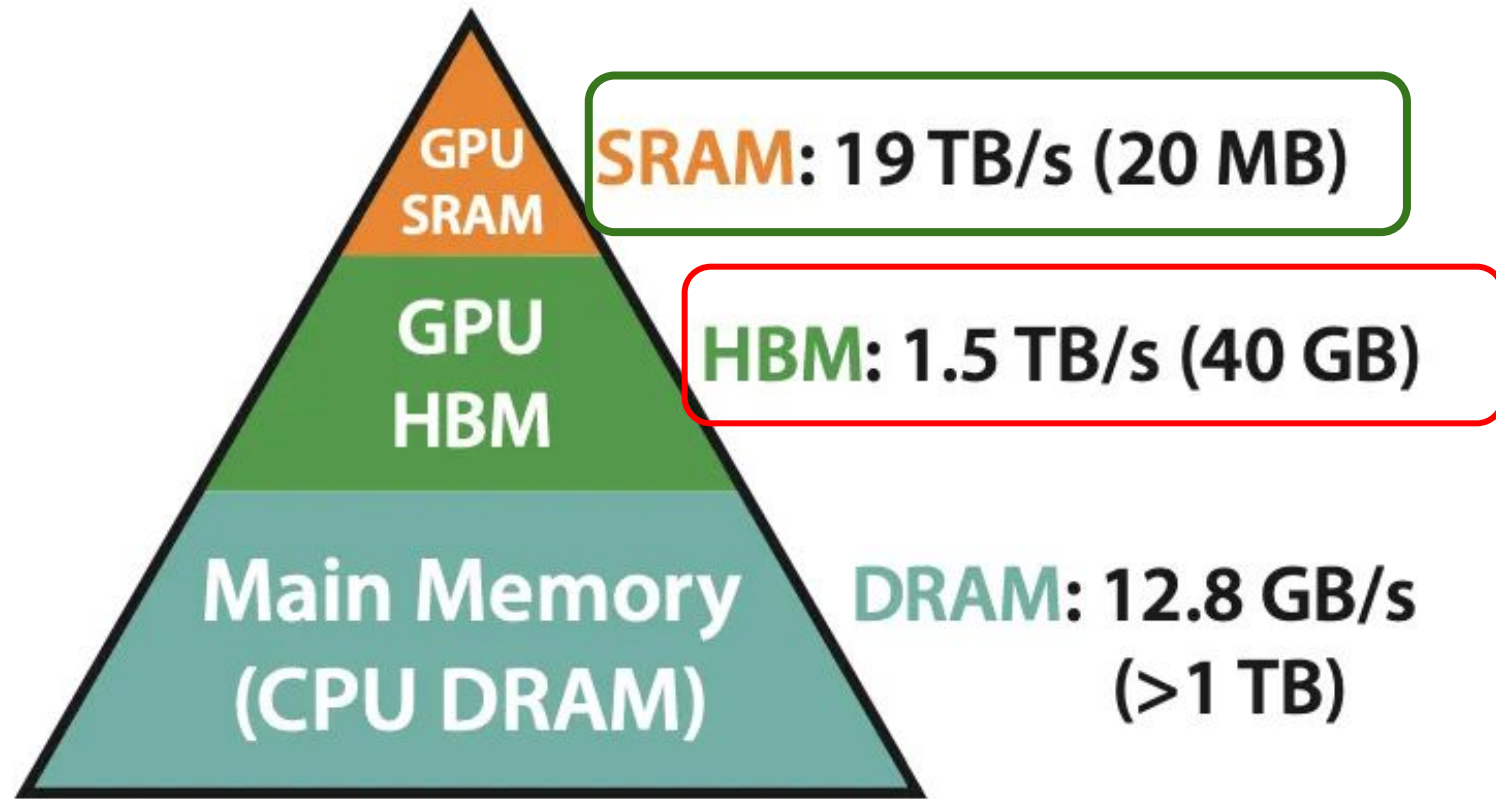 GPU
SRAM
SRAM: 19 TB/s (20 MB)
GPU
HBM
HBM: 1.5 TB/s (40 GB)
Main Memory
(CPU DRAM)
DRAM: 12.8 GB/s
(>1 TB)